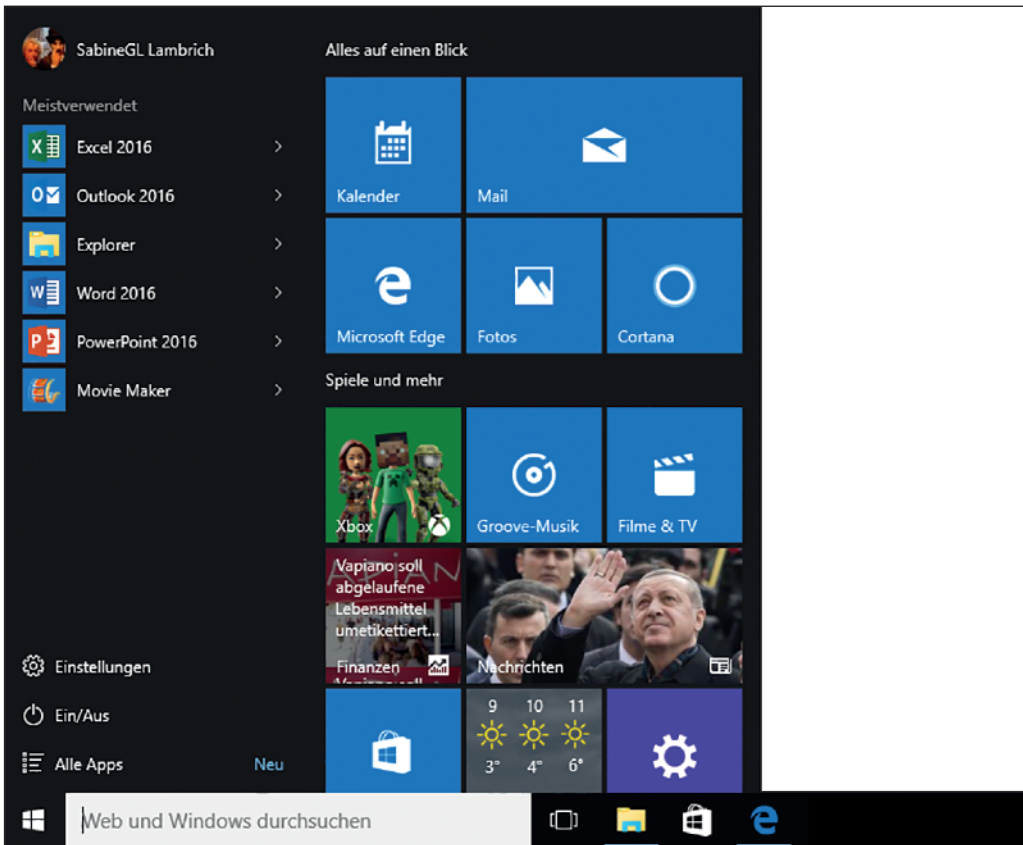 SabineGL Lambrich
Meistverwendet
Excel 2016
Outlook 2016
Explorer
Word 2016
PowerPoint 2016
Movie Maker
Einstellungen
Ein/Aus
Alle Apps Neu
Alles auf einen Blick
Kalender
Mail
Microsoft Edge
Fotos
Cortana
Spiele und mehr
Xbox
Groove-Musik
Filme & TV
Vapiano soll
abgelaufene
Lebensmittel
umetikettiert...
Finanzen
Vapiano soll
Nachrichten
9 10 11
3° 4° 6°
Web und Windows durchsuchen